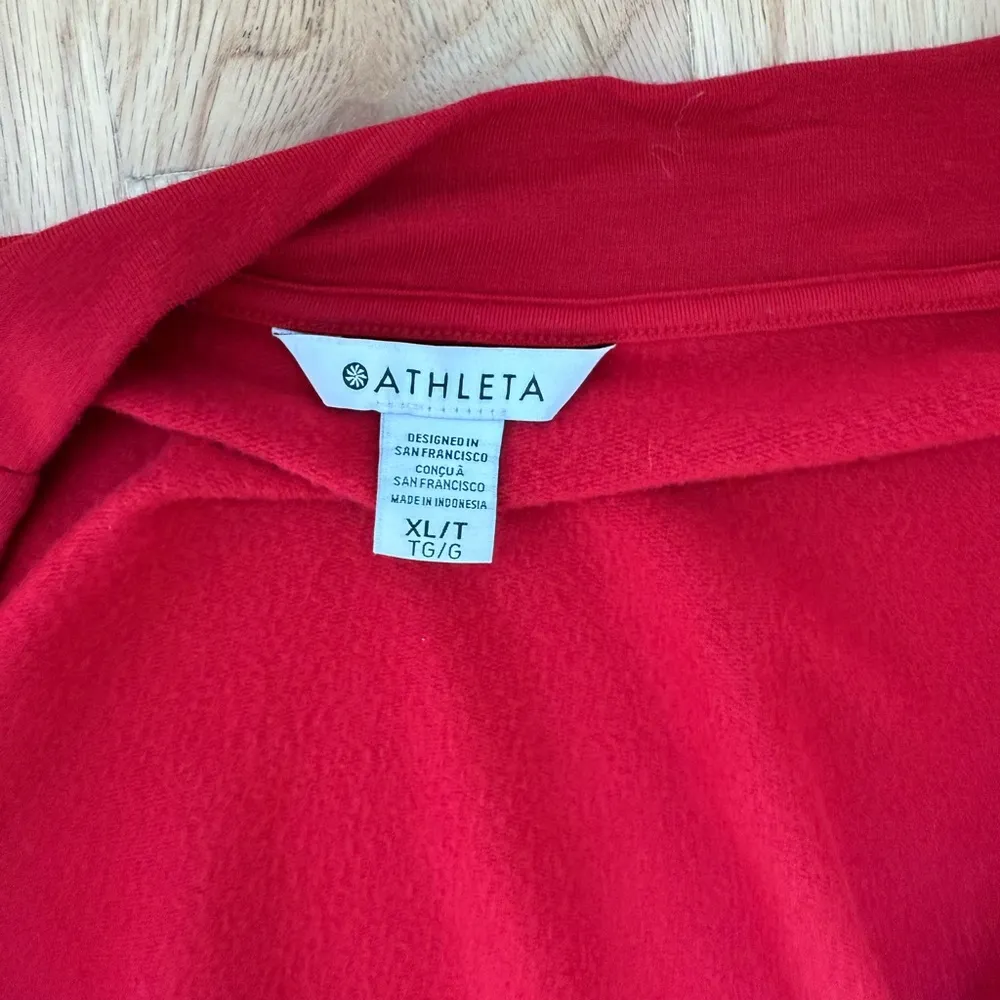 ATHLETA
DESIGNED IN
SAN FRANCISCO
CONÇU À
SAN FRANCISCO
MADE IN INDONESIA
XL/T
TG/G